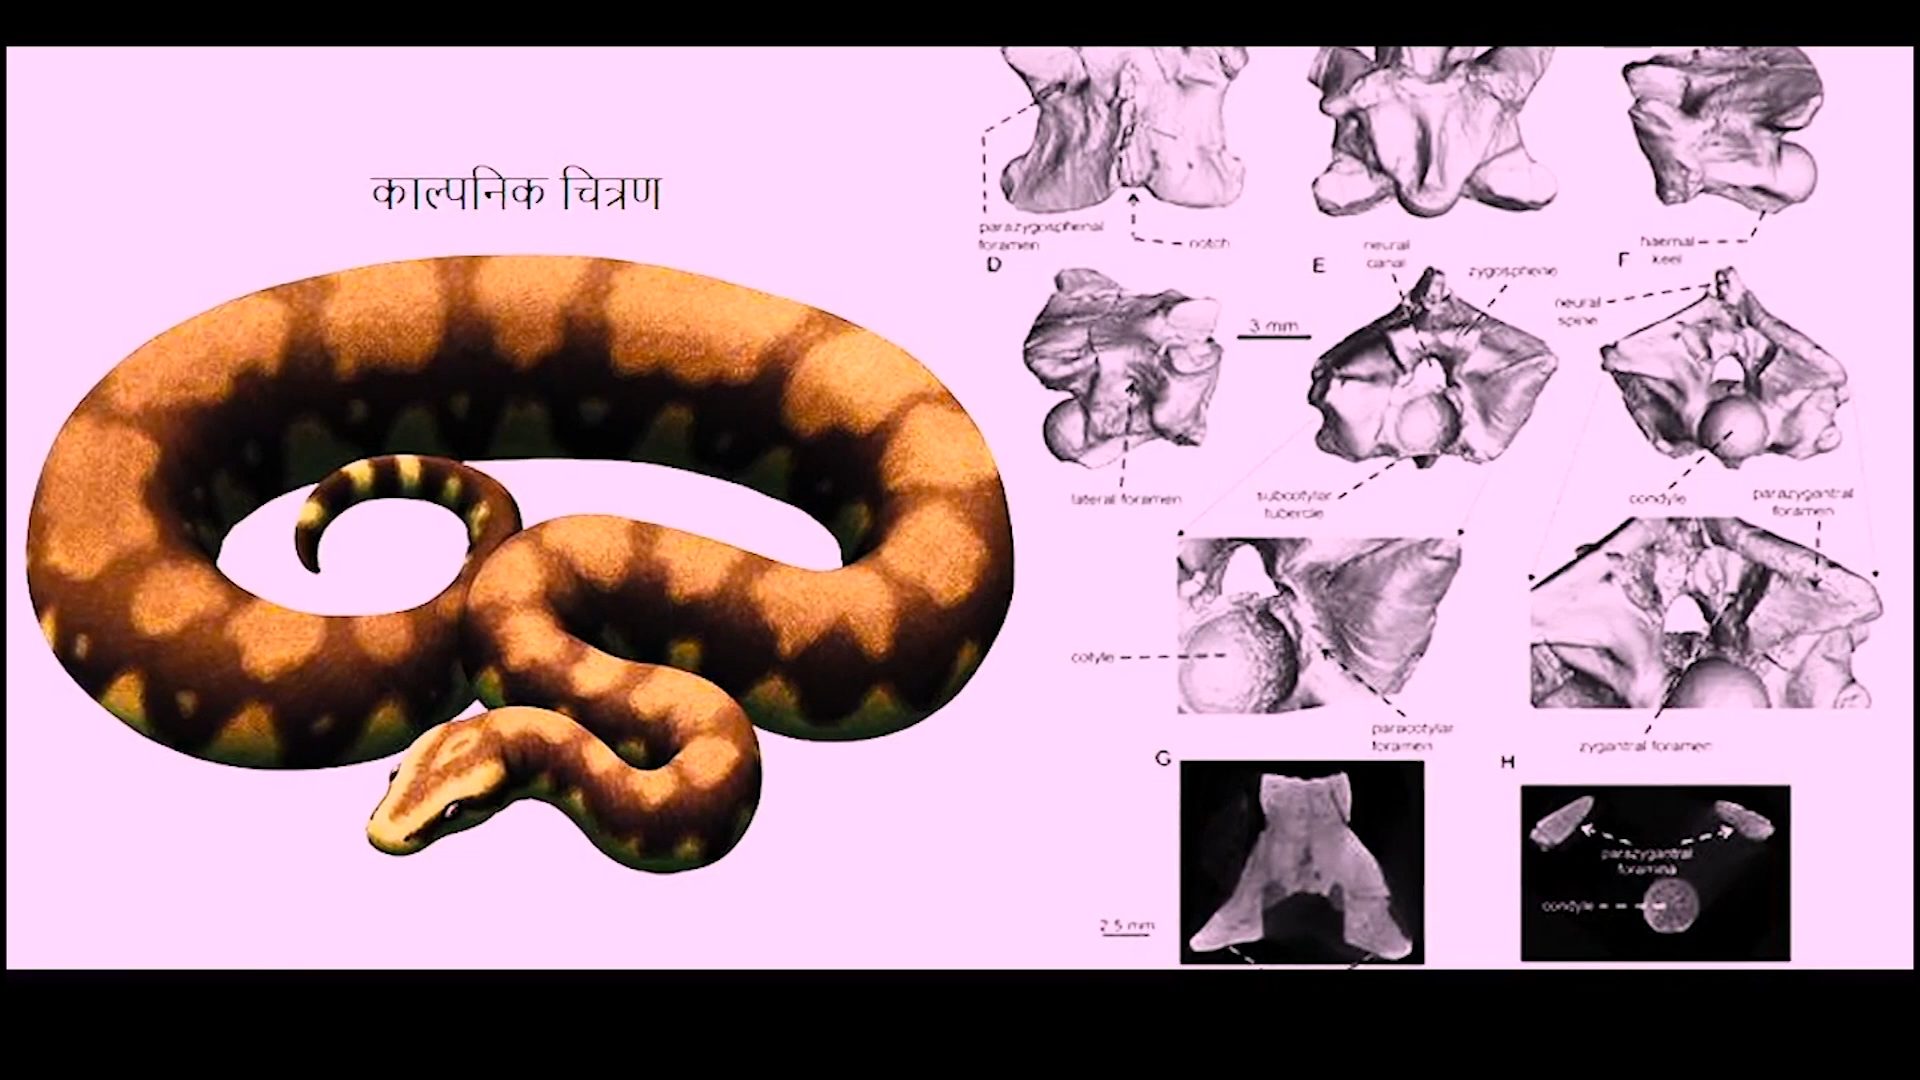 काल्पनिक चित्रण
parazygosphenal
foramen
notch
haemal
keel
D
neural
canal
E
zygosphene
F
neural
spine
3 mm
lateral foramen
subcotylar
tubercle
condyle
parazygantral
foramen
cotyle
paracotylar
foramen
zygantral foramen
G
H
parazygantral
foramina
condyle
2.5 mm